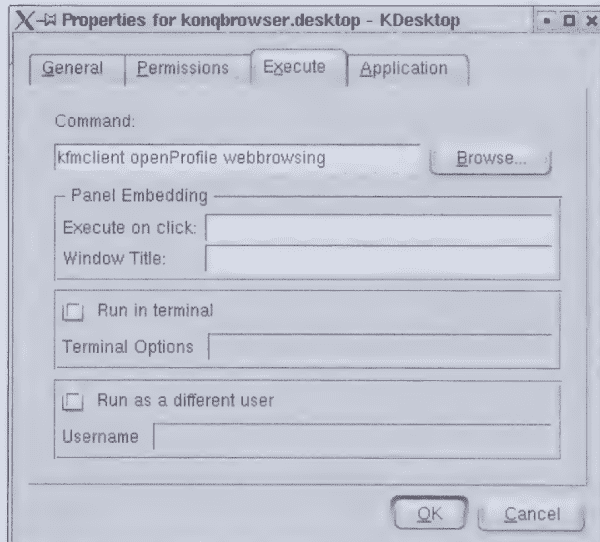 Properties for konqbrowser.desktop - KDesktop
General Permissions Execute Application
Command:
kfmclient openProfile webbrowsing Browse...
Panel Embedding
Execute on click:
Window Title:
Run in terminal
Terminal Options
Run as a different user
Username
OK Cancel